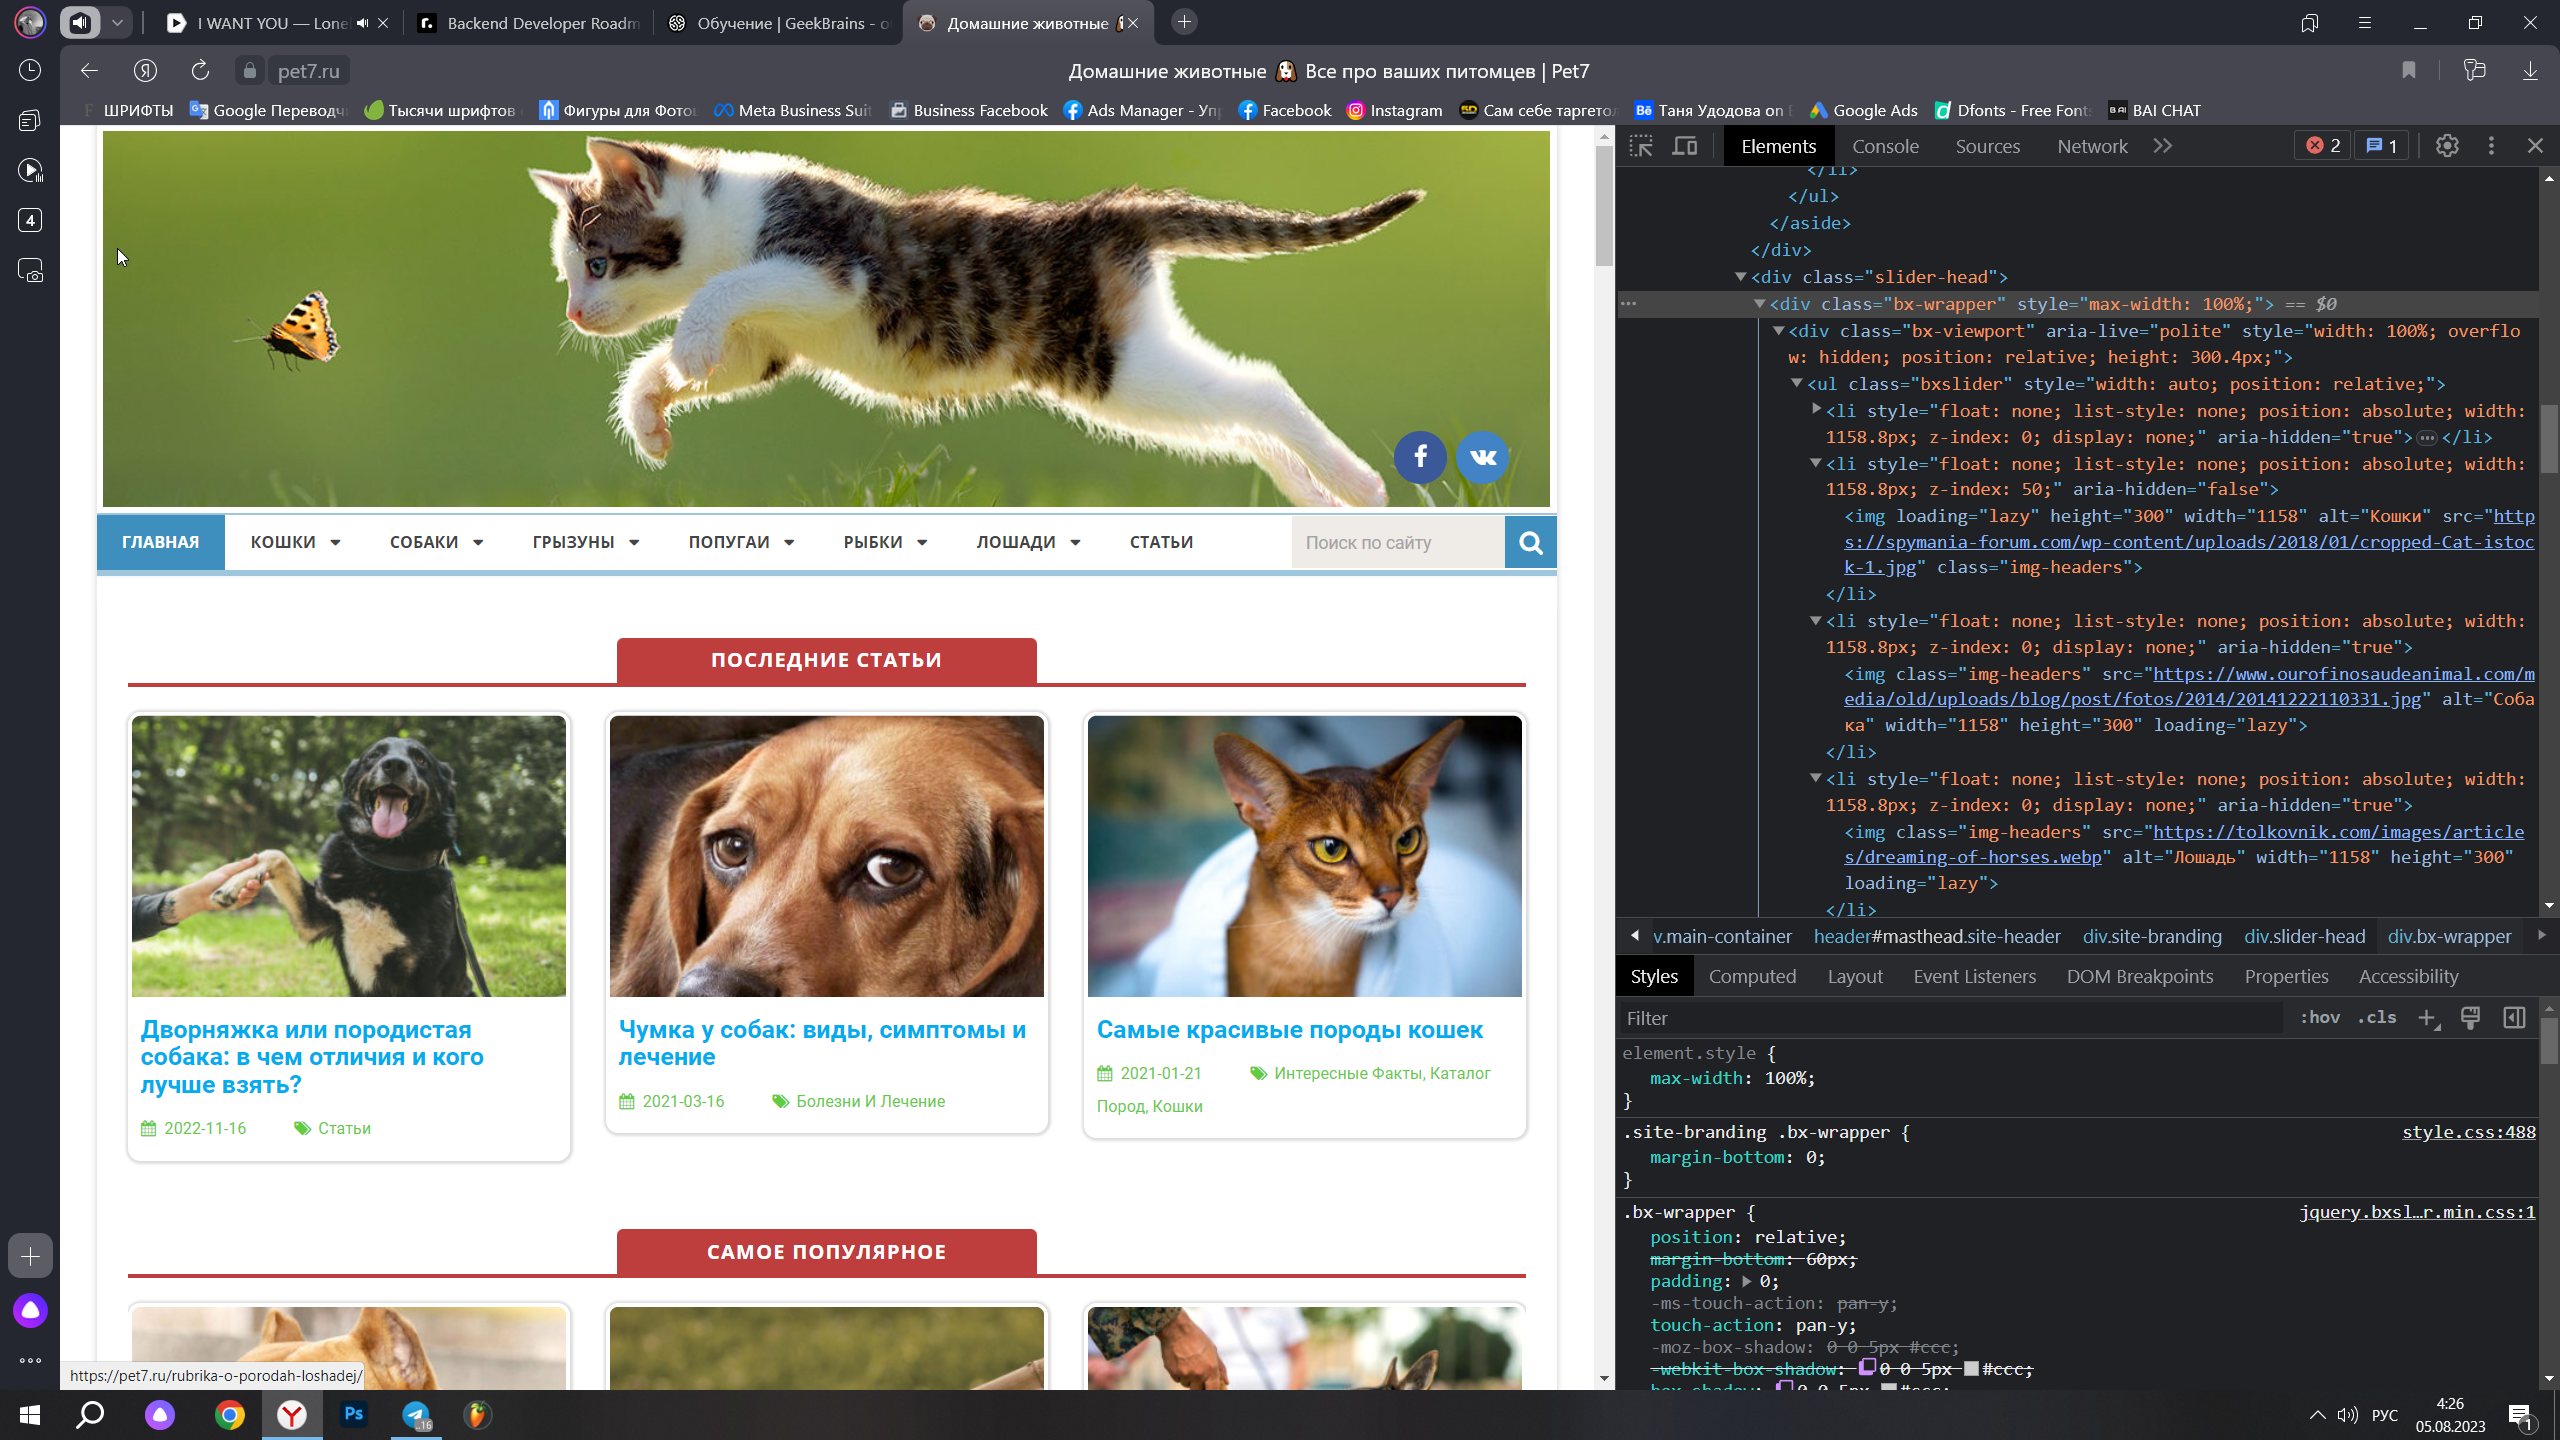 I WANT YOU — Lone
Backend Developer Roadm
Обучение | GeekBrains - о
Домашние животные
pet7.ru
Домашние животные 🐶 Все про ваших питомцев | Pet7
ШРИФТЫ
Google Переводч
Тысячи шрифтов
Фигуры для Фото
Meta Business Suit
Business Facebook
Ads Manager - Уп
Facebook
Instagram
Сам себе таргето
Таня Удодова on
Google Ads
Dfonts - Free Font
BAI CHAT
4
ГЛАВНАЯ
КОШКИ
СОБАКИ
ГРЫЗУНЫ
ПОПУГАИ
РЫБКИ
ЛОШАДИ
СТАТЬИ
Поиск по сайту
ПОСЛЕДНИЕ СТАТЬИ
Дворняжка или породистая
собака: в чем отличия и кого
лучше взять?
2022-11-16 Статьи
Чумка у собак: виды, симптомы и
лечение
2021-03-16 Болезни И Лечение
Самые красивые породы кошек
2021-01-21 Интересные Факты, Каталог
Пород, Кошки
САМОЕ ПОПУЛЯРНОЕ
https://pet7.ru/rubrika-o-porodah-loshadej/
Elements Console Sources Network
2 1
</li>
</ul>
</aside>
</div>
<div class="slider-head">
<div class="bx-wrapper" style="max-width: 100%;"> == $0
<div class="bx-viewport" aria-live="polite" style="width: 100%; overflo
w: hidden; position: relative; height: 300.4px;">
<ul class="bxslider" style="width: auto; position: relative;">
<li style="float: none; list-style: none; position: absolute; width:
1158.8px; z-index: 0; display: none;" aria-hidden="true">…</li>
<li style="float: none; list-style: none; position: absolute; width:
1158.8px; z-index: 50;" aria-hidden="false">
<img loading="lazy" height="300" width="1158" alt="Кошки" src="http
s://spymania-forum.com/wp-content/uploads/2018/01/cropped-Cat-istoc
k-1.jpg" class="img-headers">
</li>
<li style="float: none; list-style: none; position: absolute; width:
1158.8px; z-index: 0; display: none;" aria-hidden="true">
<img class="img-headers" src="https://www.ourofinosaudeanimal.com/m
edia/old/uploads/blog/post/fotos/2014/20141222110331.jpg" alt="Соба
ка" width="1158" height="300" loading="lazy">
</li>
<li style="float: none; list-style: none; position: absolute; width:
1158.8px; z-index: 0; display: none;" aria-hidden="true">
<img class="img-headers" src="https://tolkovnik.com/images/article
s/dreaming-of-horses.webp" alt="Лошадь" width="1158" height="300"
loading="lazy">
</li>
v.main-container header#masthead.site-header div.site-branding div.slider-head div.bx-wrapper
Styles Computed Layout Event Listeners DOM Breakpoints Properties Accessibility
Filter :hov .cls
element.style {
max-width: 100%;
}
.site-branding .bx-wrapper { style.css:488
margin-bottom: 0;
}
.bx-wrapper { jquery.bxsl…r.min.css:1
position: relative;
margin-bottom: 60px;
padding: 0;
-ms-touch-action: pan-y;
touch-action: pan-y;
-moz-box-shadow: 0 0 5px #ccc;
-webkit-box-shadow: 0 0 5px #ccc;
box-shadow: 0 0 5px #ccc;
Ps
..16
РУС
4:26
05.08.2023
1